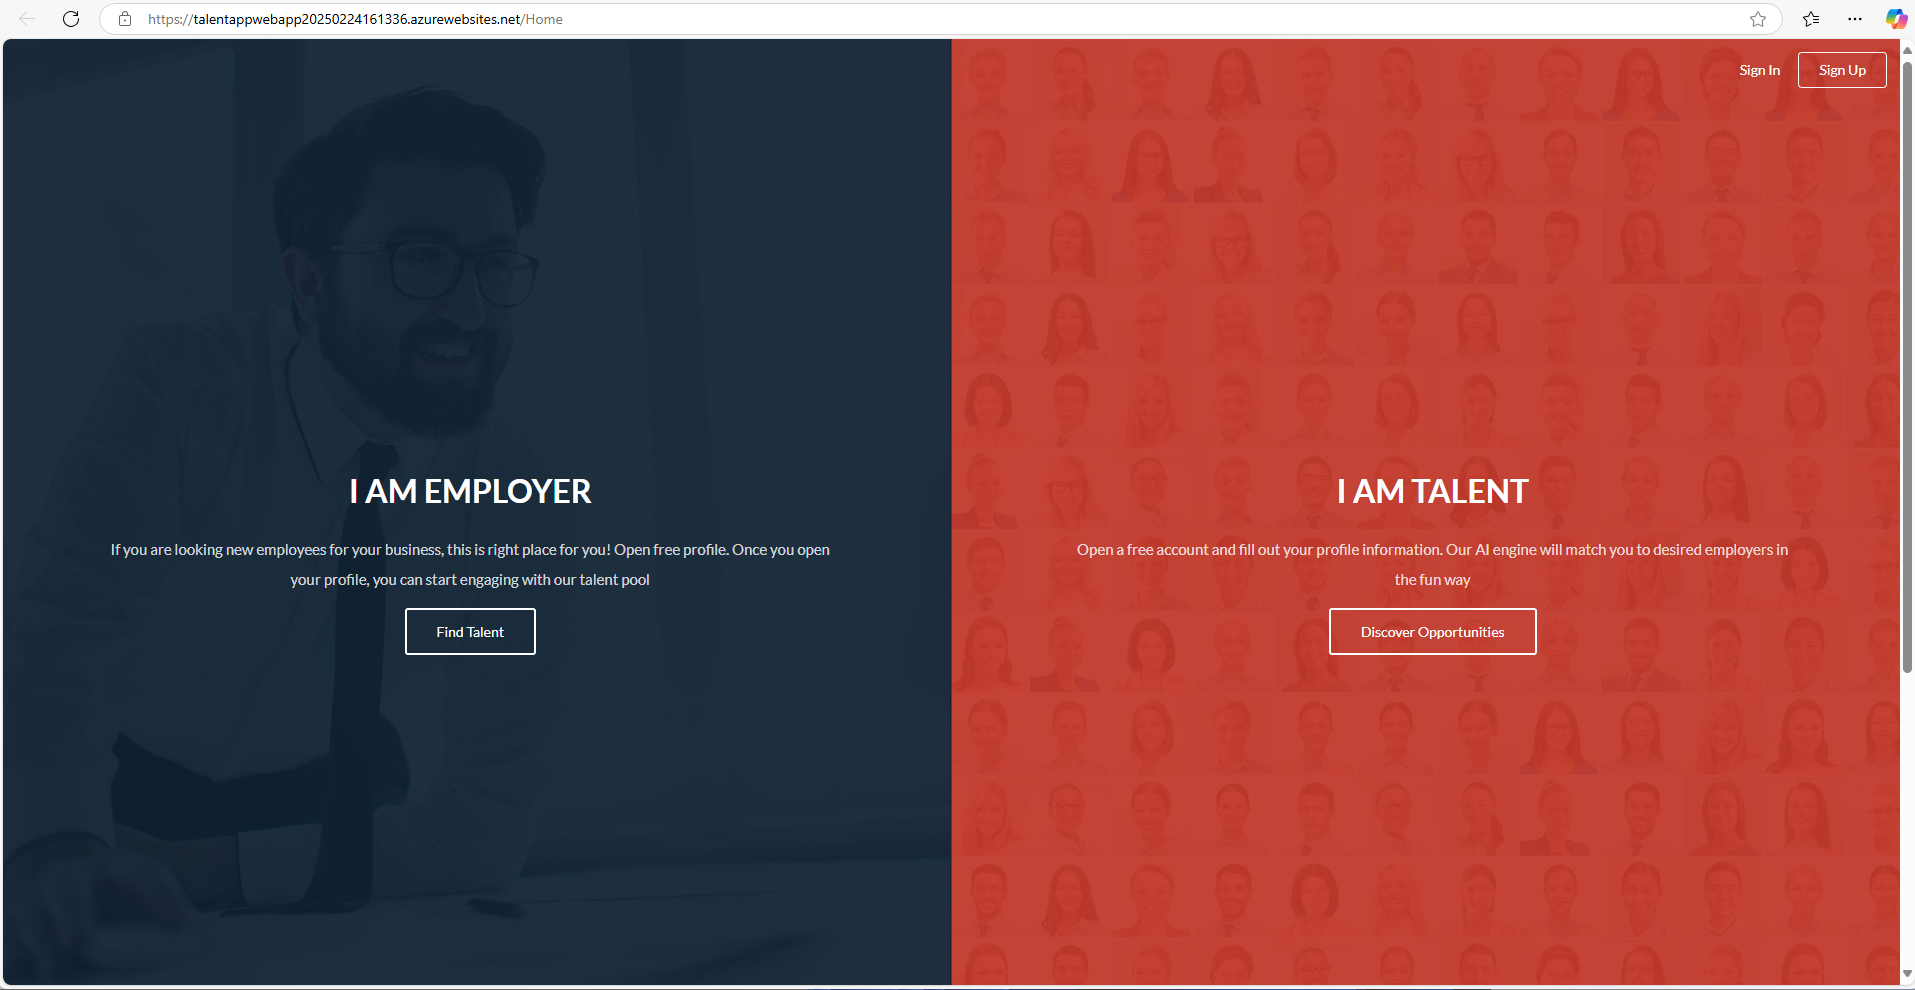 https://talentappwebapp20250224161336.azurewebsites.net/Home
Sign In
Sign Up
I AM EMPLOYER
If you are looking new employees for your business, this is right place for you! Open free profile. Once you open
your profile, you can start engaging with our talent pool
Find Talent
I AM TALENT
Open a free account and fill out your profile information. Our AI engine will match you to desired employers in
the fun way
Discover Opportunities